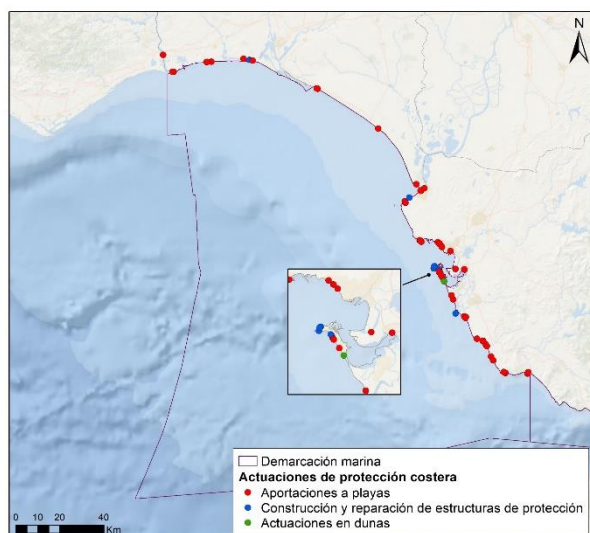 N
Demarcación marina
Actuaciones de protección costera
Aportaciones a playas
Construcción y reparación de estructuras de protección
Actuaciones en dunas
0 10 20 40
Km